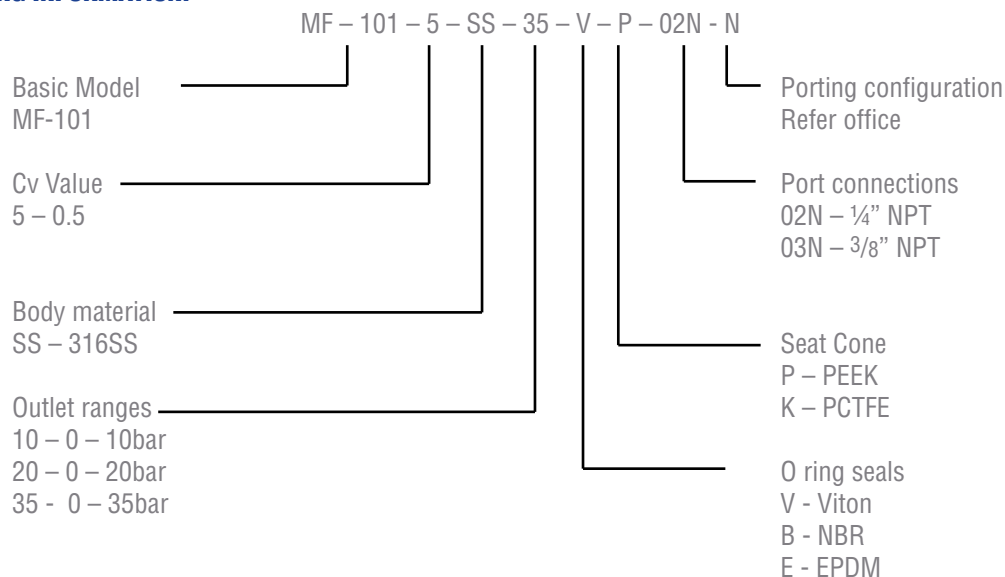 MF – 101 – 5 – SS – 35 – V – P – 02N - N
Basic Model
MF-101
Cv Value
5 – 0.5
Body material
SS – 316SS
Outlet ranges
10 – 0 – 10bar
20 – 0 – 20bar
35 - 0 – 35bar
Porting configuration
Refer office
Port connections
02N – ¼” NPT
03N – 3/8” NPT
Seat Cone
P – PEEK
K – PCTFE
O ring seals
V - Viton
B - NBR
E - EPDM